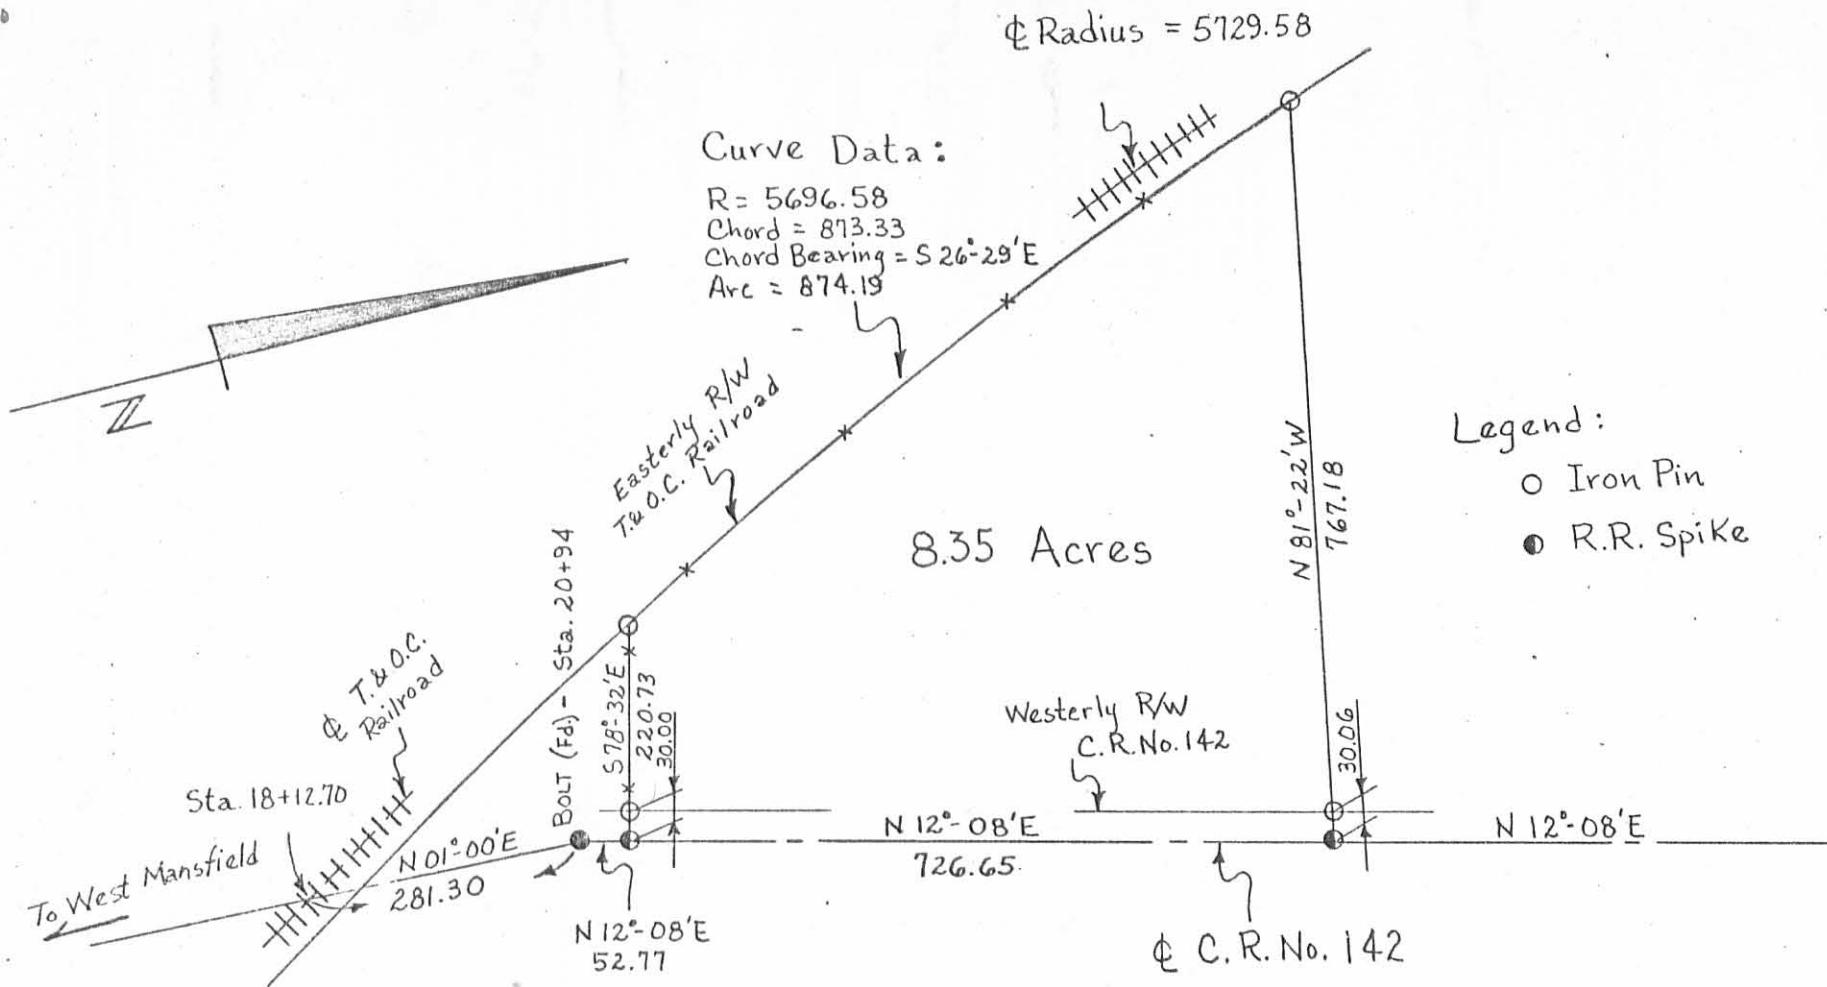 ℄ Radius = 5729.58
Curve Data:
R = 5696.58
Chord = 873.33
Chord Bearing = S 26°-29'E
Arc = 874.19
N
Easterly R/W
T.& O.C. Railroad
N 81°-22'W
767.18
Legend:
Iron Pin
R.R. Spike
8.35 Acres
BOLT (Fd.) - Sta. 20+94
S 78°-32'E
220.73
30.00
℄ T. & O.C.
Railroad
Westerly R/W
C.R. No. 142
30.06
Sta. 18+12.70
To West Mansfield
N 01°-00'E
281.30
N 12°-08'E
726.65
N 12°-08'E
N 12°-08'E
52.77
℄ C. R. No. 142